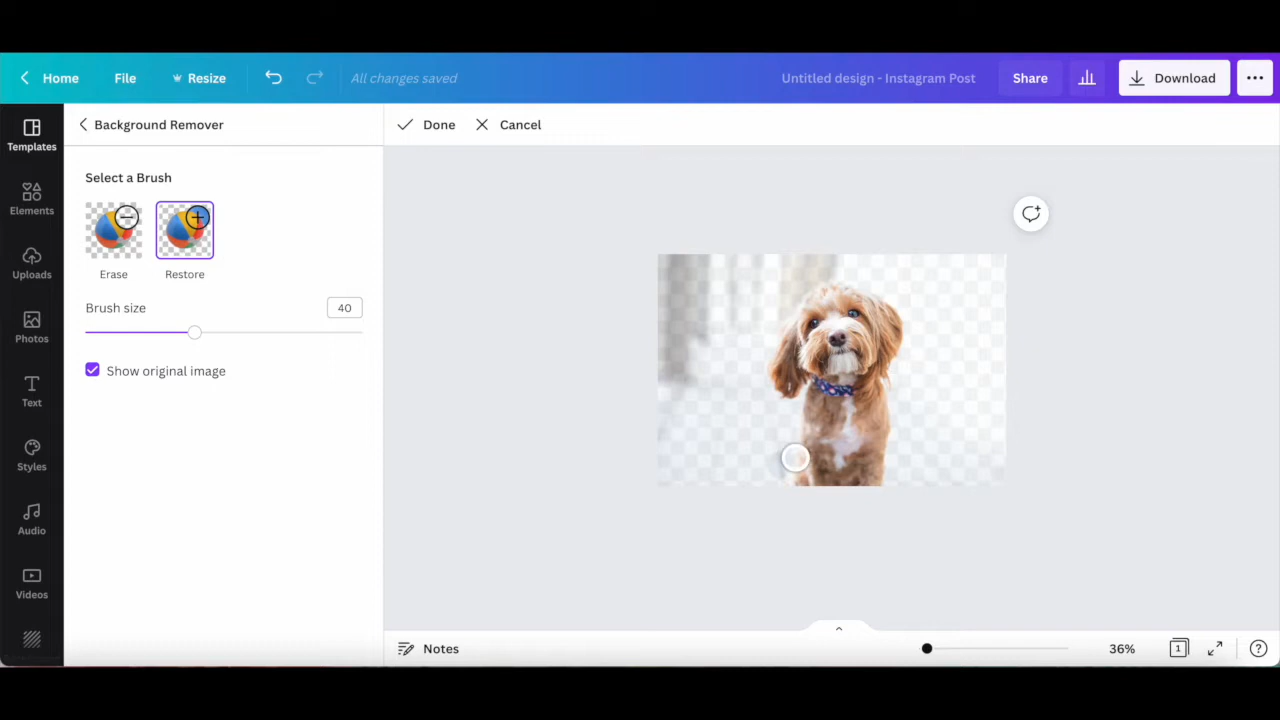 Home File Resize All changes saved Untitled design - Instagram Post Share Download
Templates
Elements
Uploads
Photos
Text
Styles
Audio
Videos
Background Remover
Select a Brush
Erase Restore
Brush size 40
Show original image
Done Cancel
Notes 36% 1 ?